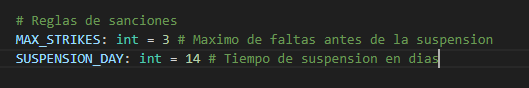 # Reglas de sanciones
MAX_STRIKES: int = 3 # Maximo de faltas antes de la suspension
SUSPENSION_DAY: int = 14 # Tiempo de suspension en dias